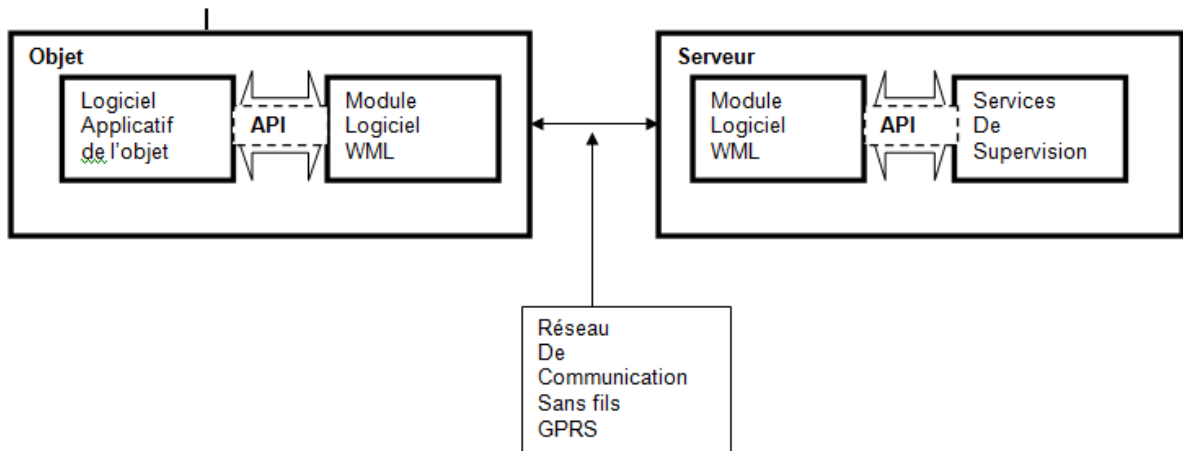 Objet
Logiciel
Applicatif
de l'objet
API
Module
Logiciel
WML
Serveur
Module
Logiciel
WML
API
Services
De
Supervision
Réseau
De
Communication
Sans fils
GPRS